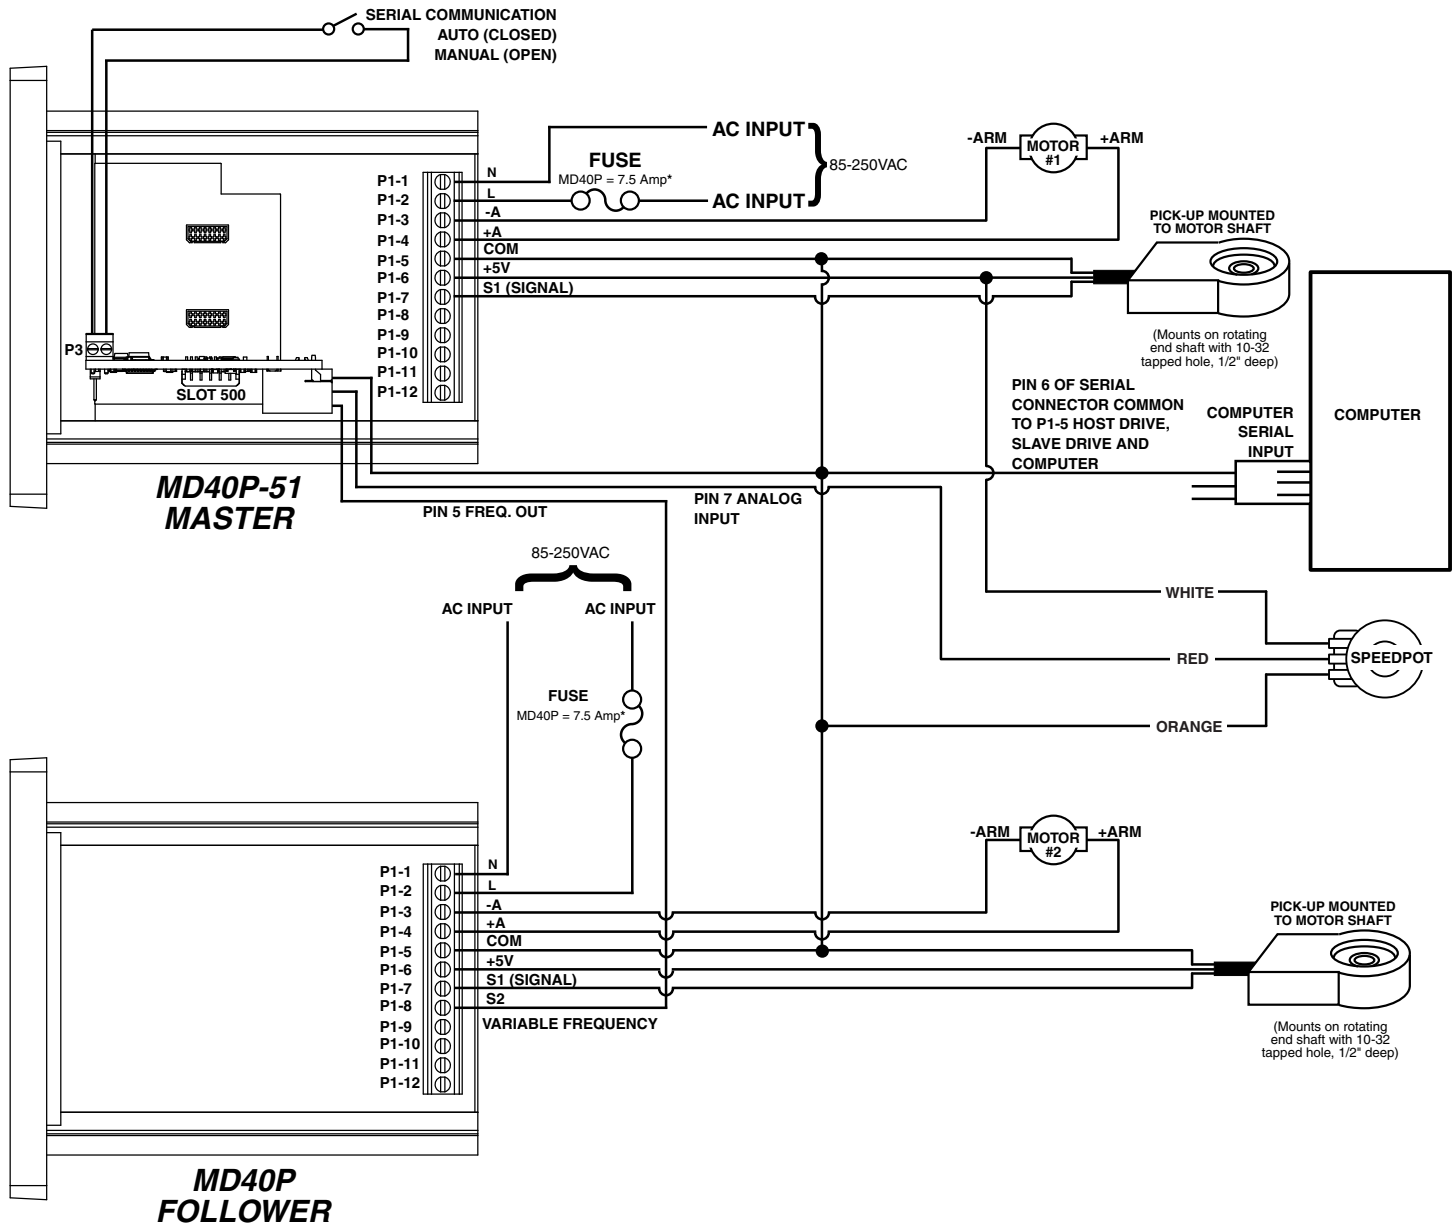 SERIAL COMMUNICATION
AUTO (CLOSED)
MANUAL (OPEN)
P1-1
P1-2
P1-3
P1-4
P1-5
P1-6
P1-7
P1-8
P1-9
P1-10
P1-11
P1-12
N
L
-A
+A
COM
+5V
S1 (SIGNAL)
FUSE
MD40P = 7.5 Amp*
AC INPUT
AC INPUT
85-250VAC
-ARM
MOTOR
#1
+ARM
PICK-UP MOUNTED
TO MOTOR SHAFT
(Mounts on rotating
end shaft with 10-32
tapped hole, 1/2" deep)
P3
SLOT 500
MD40P-51
MASTER
PIN 5 FREQ. OUT
PIN 7 ANALOG
INPUT
PIN 6 OF SERIAL
CONNECTOR COMMON
TO P1-5 HOST DRIVE,
SLAVE DRIVE AND
COMPUTER
COMPUTER
SERIAL
INPUT
COMPUTER
WHITE
RED
ORANGE
SPEEDPOT
85-250VAC
AC INPUT
AC INPUT
FUSE
MD40P = 7.5 Amp*
P1-1
P1-2
P1-3
P1-4
P1-5
P1-6
P1-7
P1-8
P1-9
P1-10
P1-11
P1-12
N
L
-A
+A
COM
+5V
S1 (SIGNAL)
S2
VARIABLE FREQUENCY
-ARM
MOTOR
#2
+ARM
PICK-UP MOUNTED
TO MOTOR SHAFT
(Mounts on rotating
end shaft with 10-32
tapped hole, 1/2" deep)
MD40P
FOLLOWER